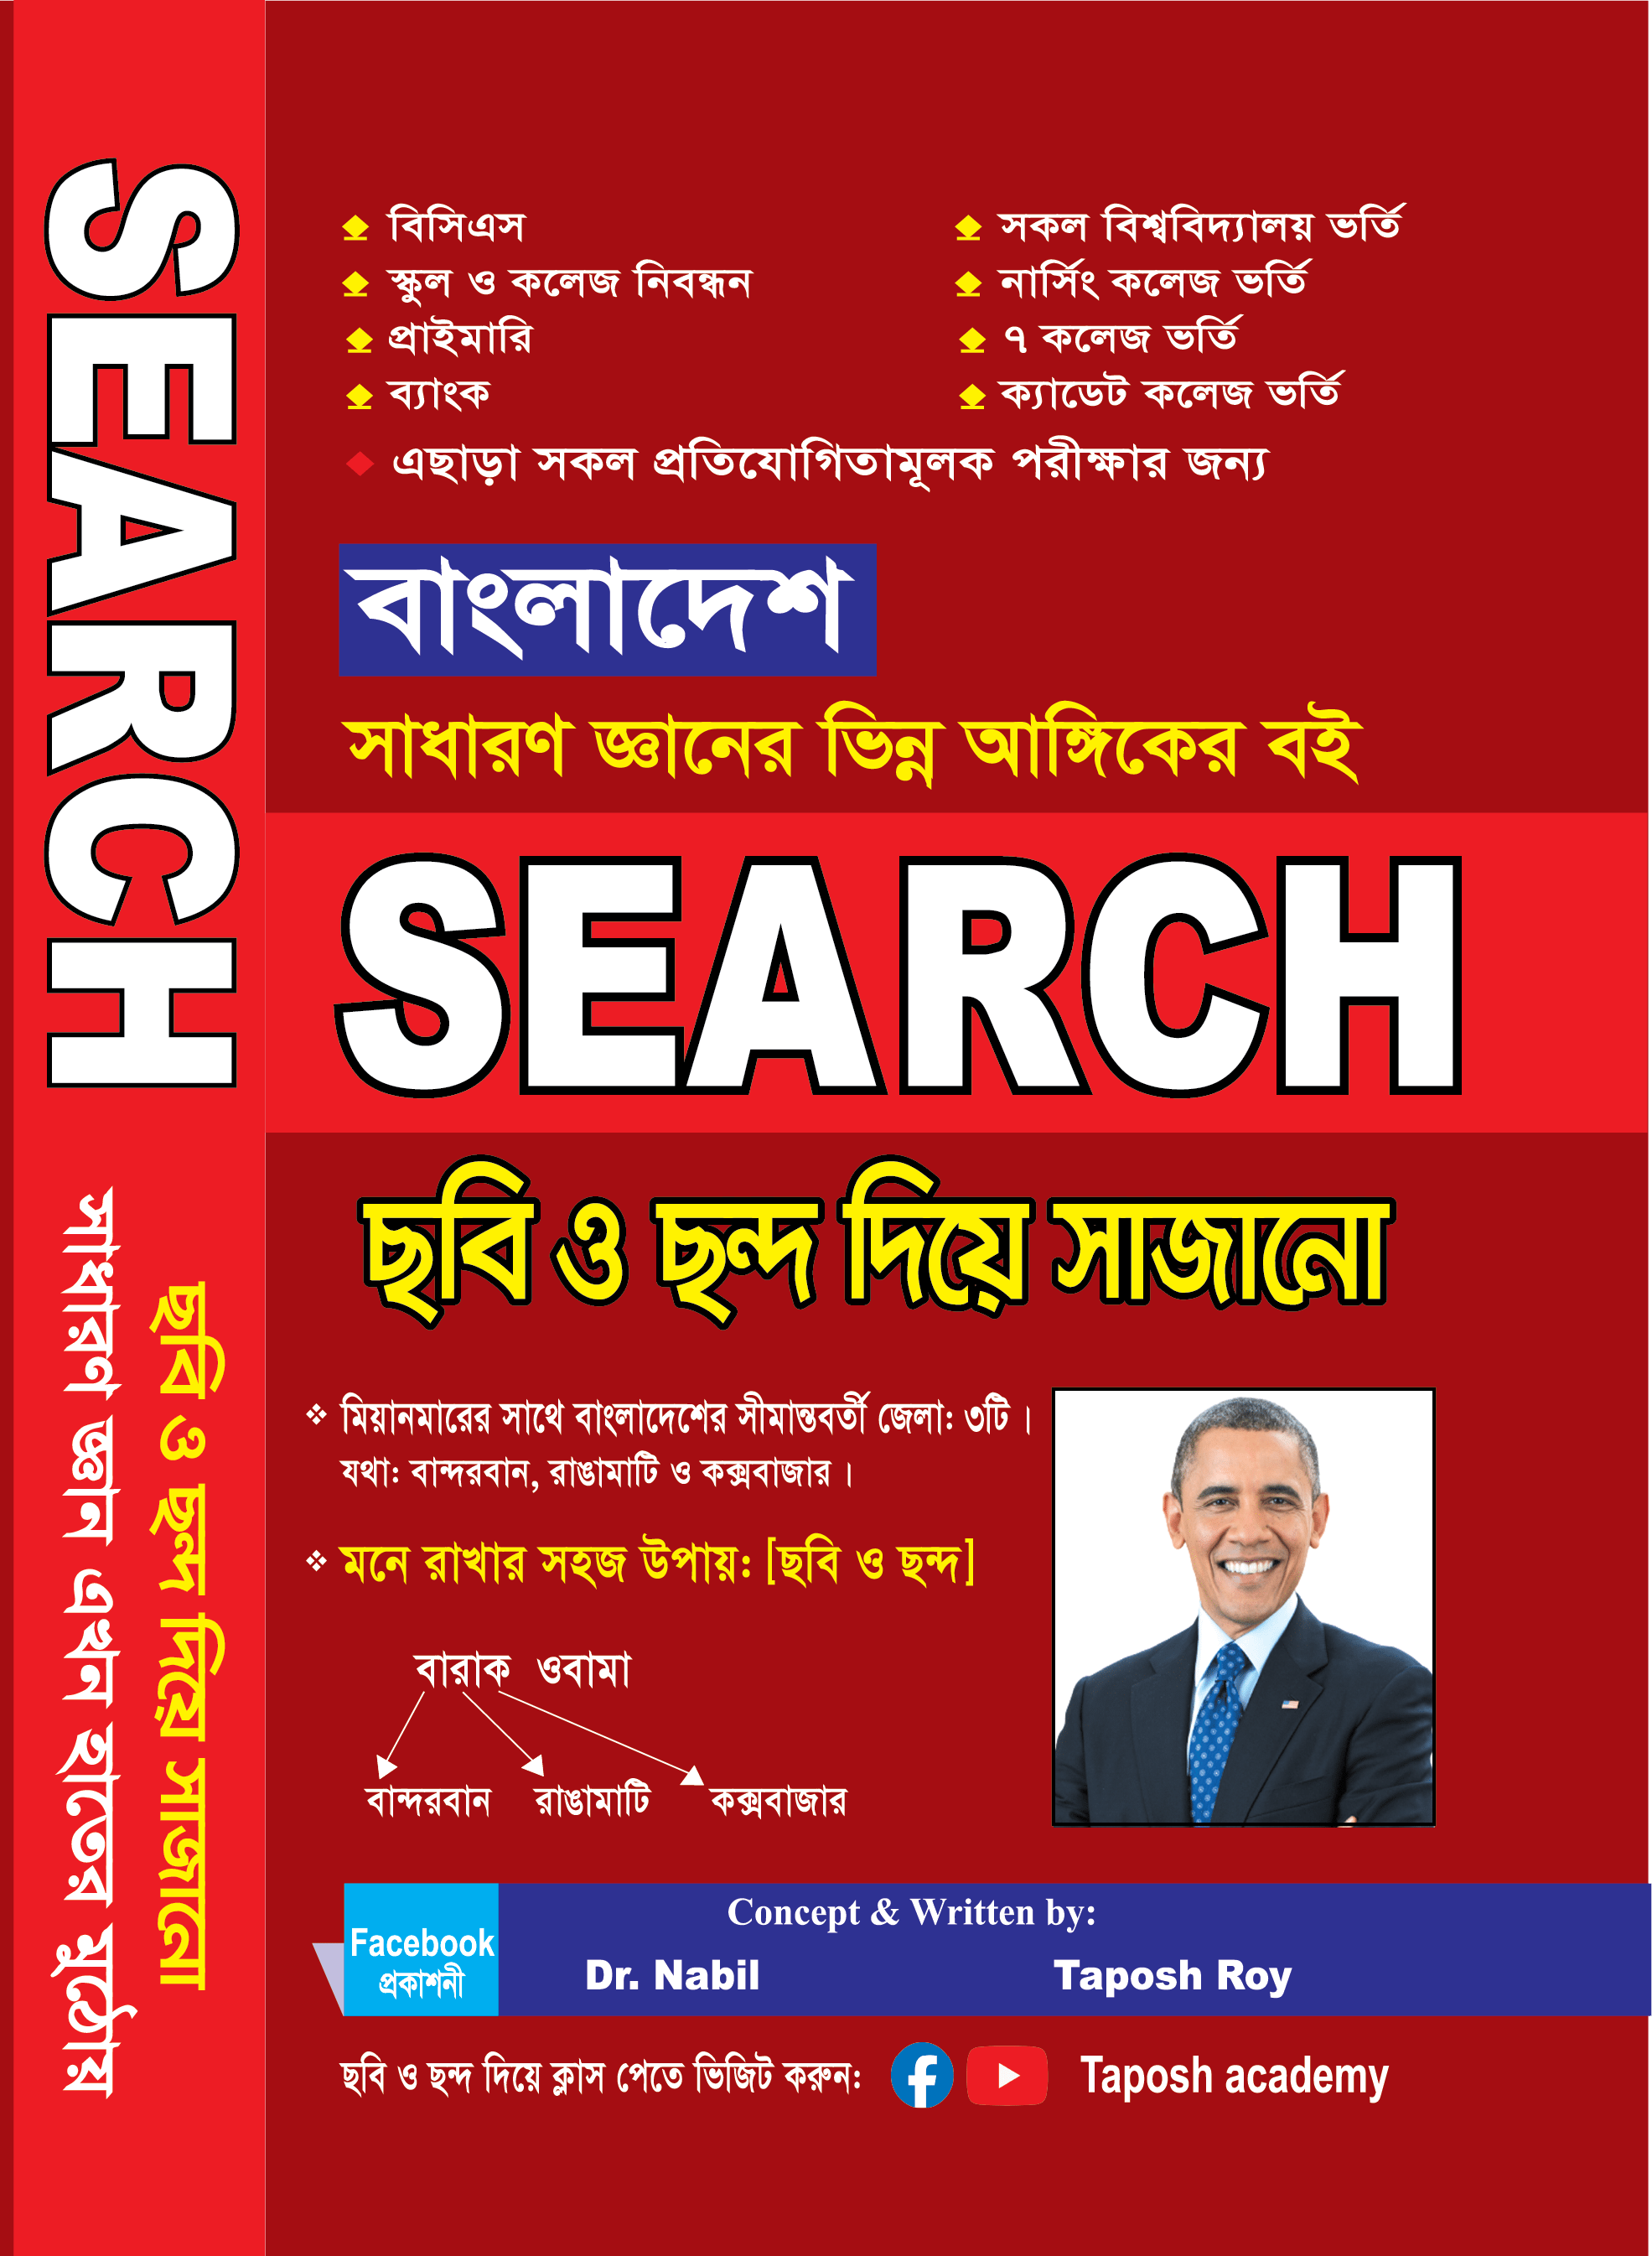 SEARCH
ছবি ও ছন্দ দিয়ে সাজানো
সাধারণ জ্ঞান এখন হাতের মুঠোয়
বিসিএস
স্কুল ও কলেজ নিবন্ধন
প্রাইমারি
ব্যাংক
সকল বিশ্ববিদ্যালয় ভর্তি
নার্সিং কলেজ ভর্তি
৭ কলেজ ভর্তি
ক্যাডেট কলেজ ভর্তি
এছাড়া সকল প্রতিযোগিতামূলক পরীক্ষার জন্য
বাংলাদেশ
সাধারণ জ্ঞানের ভিন্ন আঙ্গিকের বই
SEARCH
ছবি ও ছন্দ দিয়ে সাজানো
মিয়ানমারের সাথে বাংলাদেশের সীমান্তবর্তী জেলা: ৩টি।
যথা: বান্দরবান, রাঙামাটি ও কক্সবাজার।
মনে রাখার সহজ উপায়: [ছবি ও ছন্দ]
বারাক ওবামা
বান্দরবান রাঙামাটি কক্সবাজার
Facebook
প্রকাশনী
Concept & Written by:
Dr. Nabil Taposh Roy
ছবি ও ছন্দ দিয়ে ক্লাস পেতে ভিজিট করুন: Taposh academy